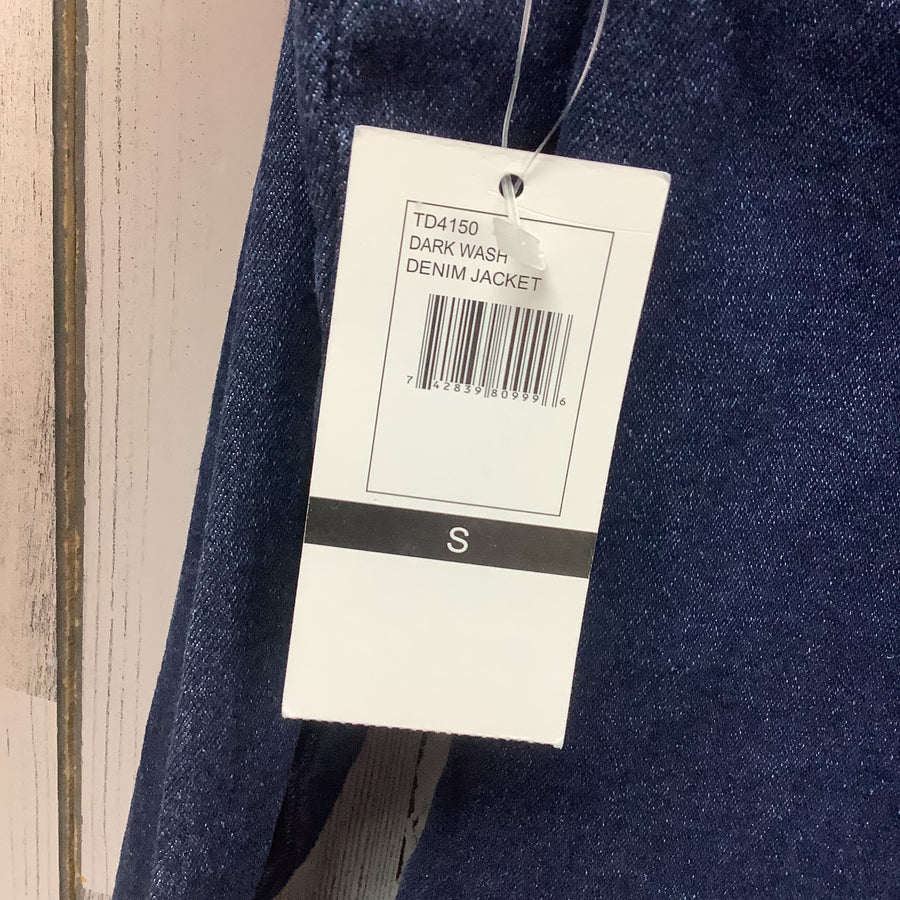 TD4150
DARK WASH
DENIM JACKET
7 42839 80999 6
S